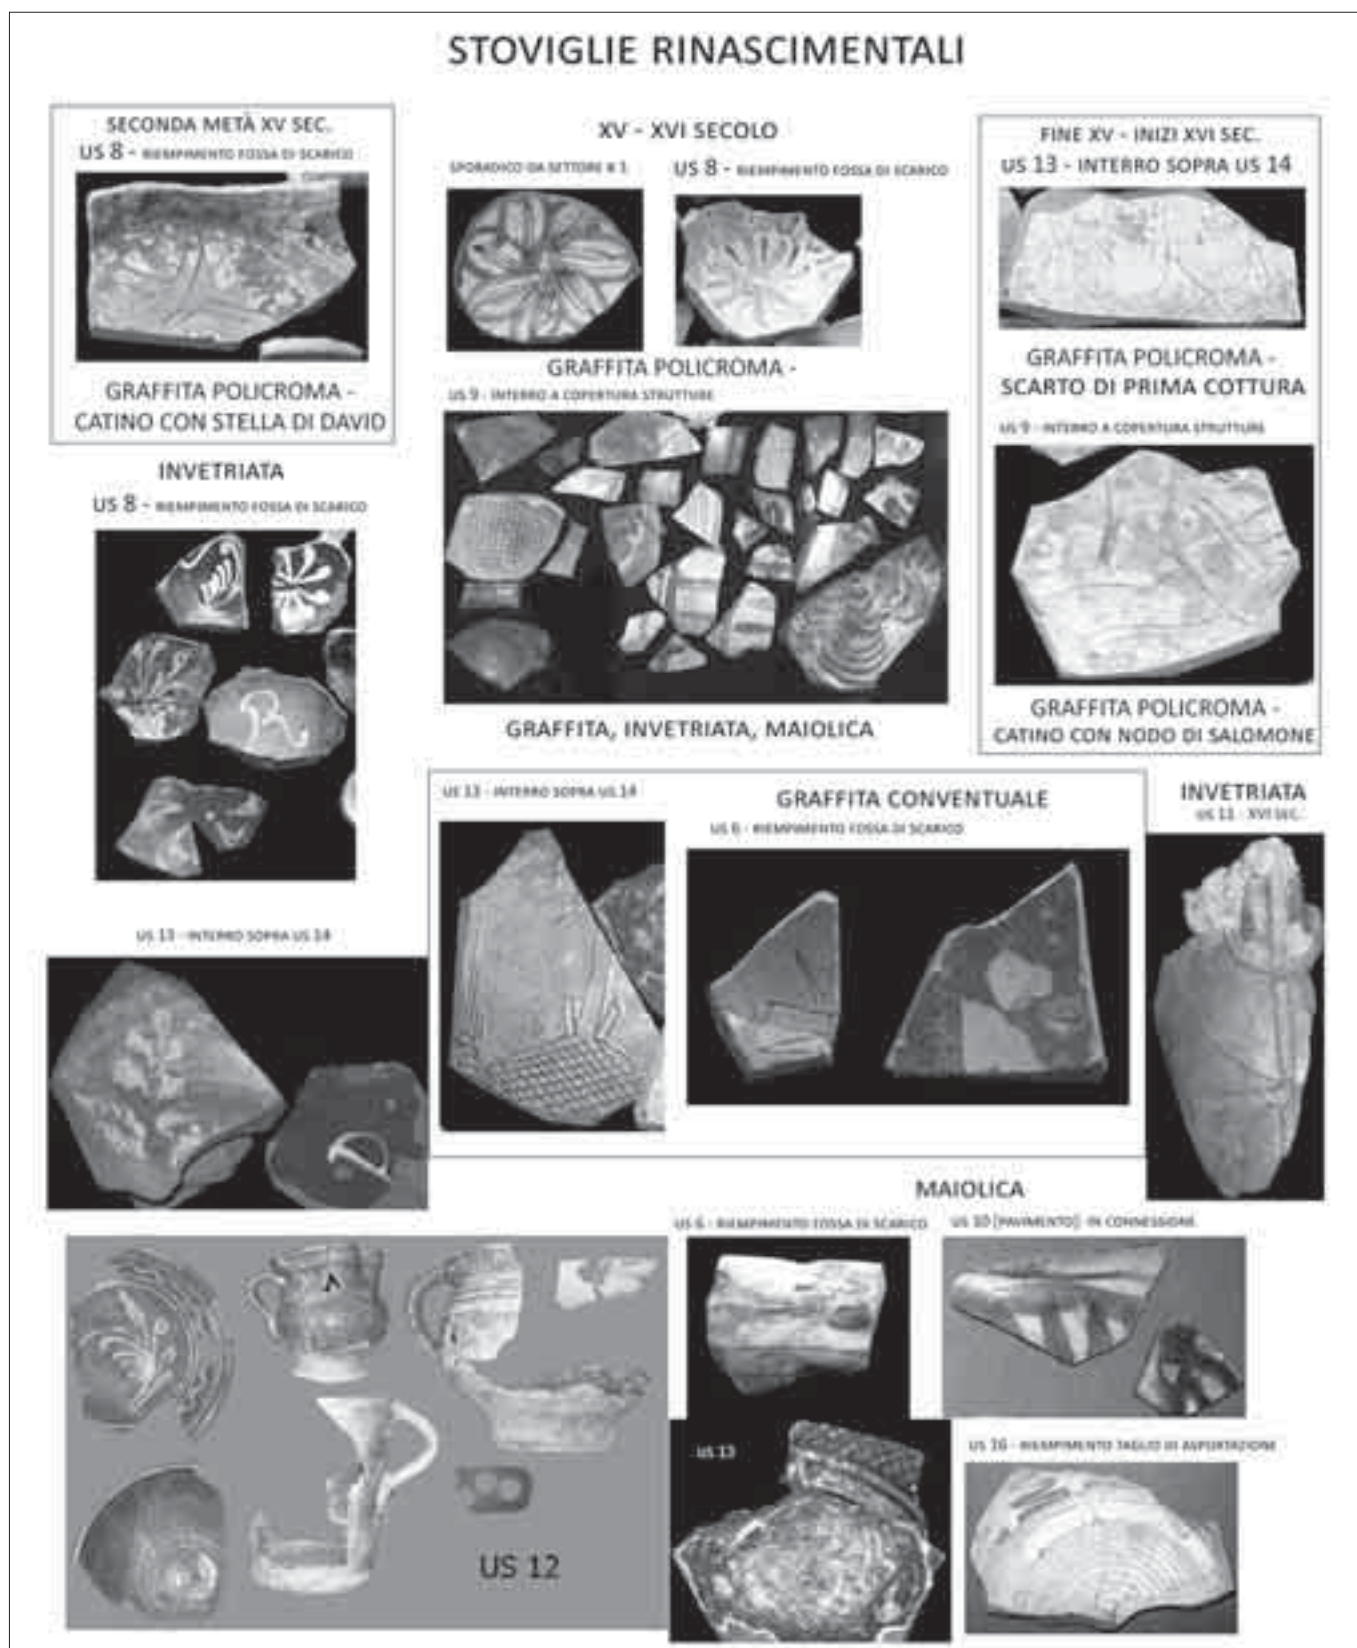 STOVIGLIE RINASCIMENTALI
SECONDA METÀ XV SEC.
US 8 - RIEMPIMENTO FOSSA DI SCARICO
GRAFFITA POLICROMA -
CATINO CON STELLA DI DAVID
INVETRIATA
US 8 - RIEMPIMENTO FOSSA DI SCARICO
US 13 - INTERRO SOPRA US 14
XV - XVI SECOLO
SPORADICO DA SETTORE B 1
US 8 - RIEMPIMENTO FOSSA DI SCARICO
GRAFFITA POLICROMA -
US 9 - INTERRO A COPERTURA STRUTTURE
GRAFFITA, INVETRIATA, MAIOLICA
FINE XV - INIZI XVI SEC.
US 13 - INTERRO SOPRA US 14
GRAFFITA POLICROMA -
SCARTO DI PRIMA COTTURA
US 9 - INTERRO A COPERTURA STRUTTURE
GRAFFITA POLICROMA -
CATINO CON NODO DI SALOMONE
US 13 - INTERRO SOPRA US 14
GRAFFITA CONVENTUALE
US 6 - RIEMPIMENTO FOSSA DI SCARICO
INVETRIATA
US 11 - XVI SEC.
MAIOLICA
US 6 - RIEMPIMENTO FOSSA DI SCARICO
US 10 [PAVIMENTO] IN CONNESSIONE
US 13
US 16 - RIEMPIMENTO TAGLIO DI ASPORTAZIONE
US 12